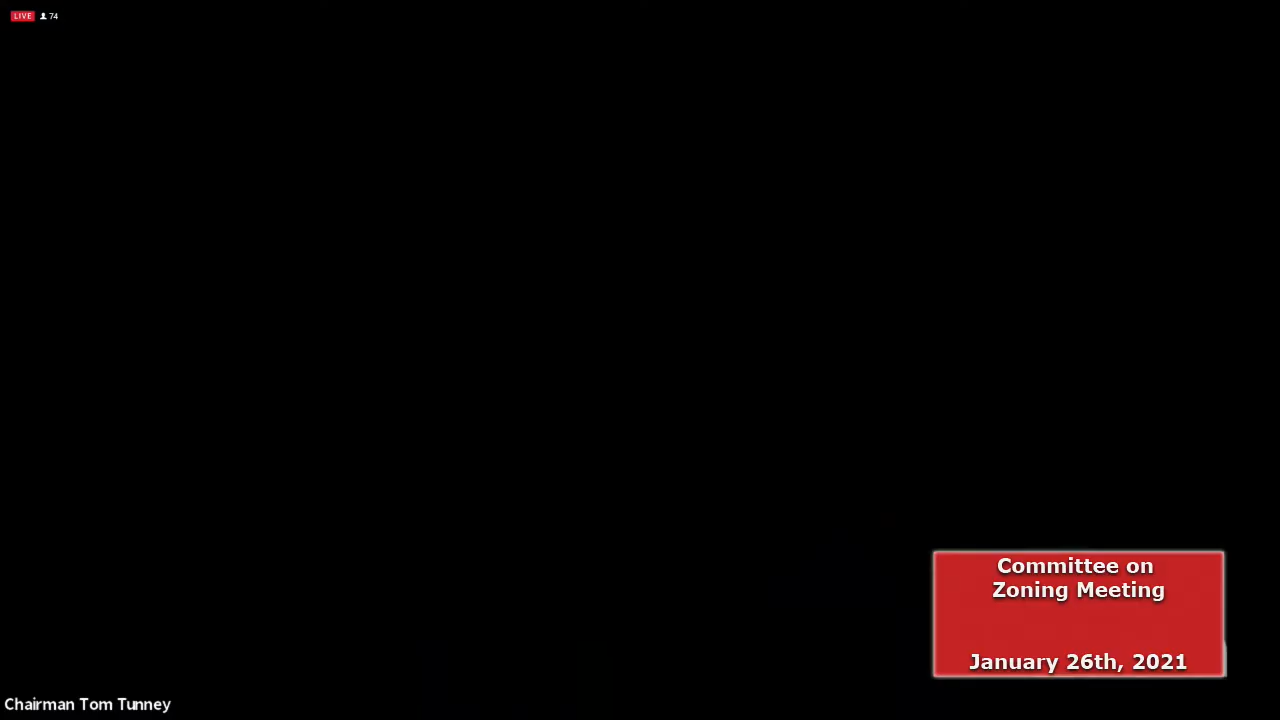 LIVE 74
Committee on
Zoning Meeting
January 26th, 2021
Chairman Tom Tunney